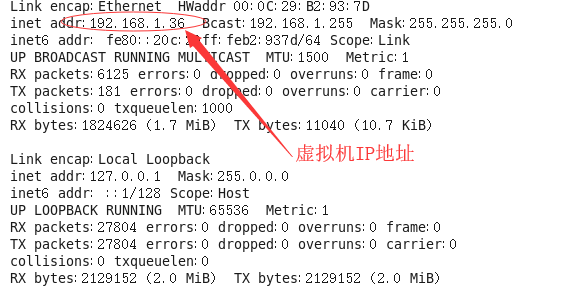 Link encap:Ethernet  HWaddr 00:0C:29:B2:93:7D
inet addr:192.168.1.36  Bcast:192.168.1.255  Mask:255.255.255.0
inet6 addr: fe80::20c: ff:feb2:937d/64 Scope:Link
UP BROADCAST RUNNING MULTICAST  MTU:1500  Metric:1
RX packets:6125 errors:0 dropped:0 overruns:0 frame:0
TX packets:181 errors:0 dropped:0 overruns:0 carrier:0
collisions:0 txqueuelen:1000
RX bytes:1824626 (1.7 MiB)  TX bytes:11040 (10.7 KiB)
虚拟机IP地址
Link encap:Local Loopback
inet addr:127.0.0.1  Mask:255.0.0.0
inet6 addr: ::1/128 Scope:Host
UP LOOPBACK RUNNING  MTU:65536  Metric:1
RX packets:27804 errors:0 dropped:0 overruns:0 frame:0
TX packets:27804 errors:0 dropped:0 overruns:0 carrier:0
collisions:0 txqueuelen:0
RX bytes:2129152 (2.0 MiB)  TX bytes:2129152 (2.0 MiB)